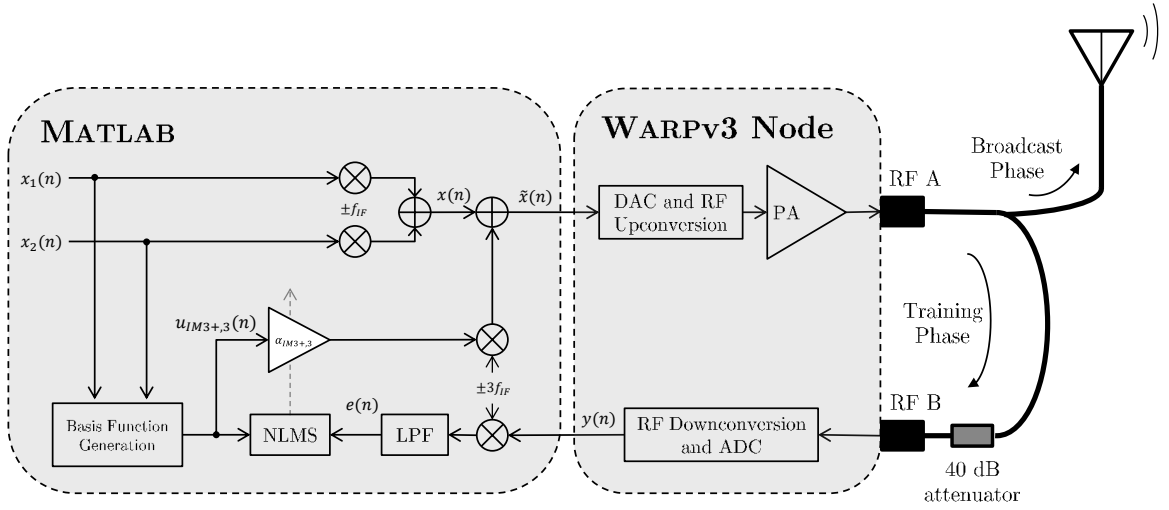 MATLAB
WARPv3 Node
x₁(n)
x₂(n)
±f_IF
x(n)
x̃(n)
DAC and RF
Upconversion
PA
RF A
Broadcast
Phase
u_IM3+,3(n)
α_IM3+,3
±3f_IF
Training
Phase
Basis Function
Generation
NLMS
e(n)
LPF
y(n)
RF Downconversion
and ADC
RF B
40 dB
attenuator